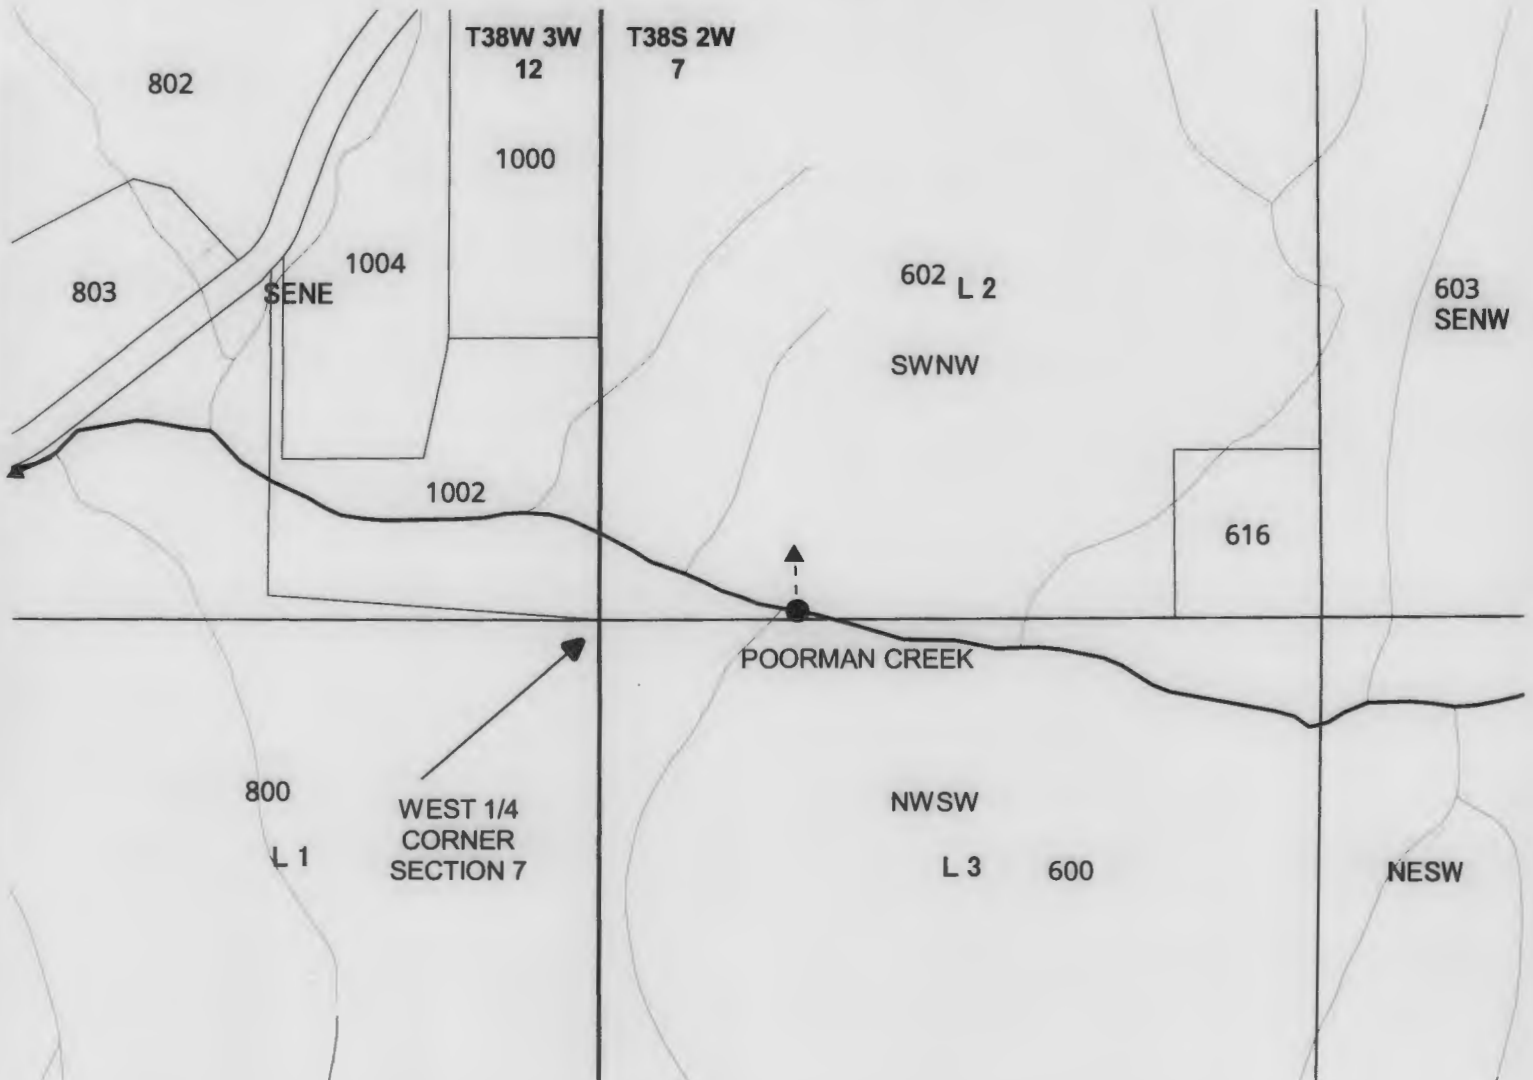 T38W 3W
12
T38S 2W
7
802
1000
803
SENE
1004
602 L 2
603
SENW
SWNW
1002
616
POORMAN CREEK
800
WEST 1/4
CORNER
SECTION 7
L 1
NWSW
L 3 600
NESW